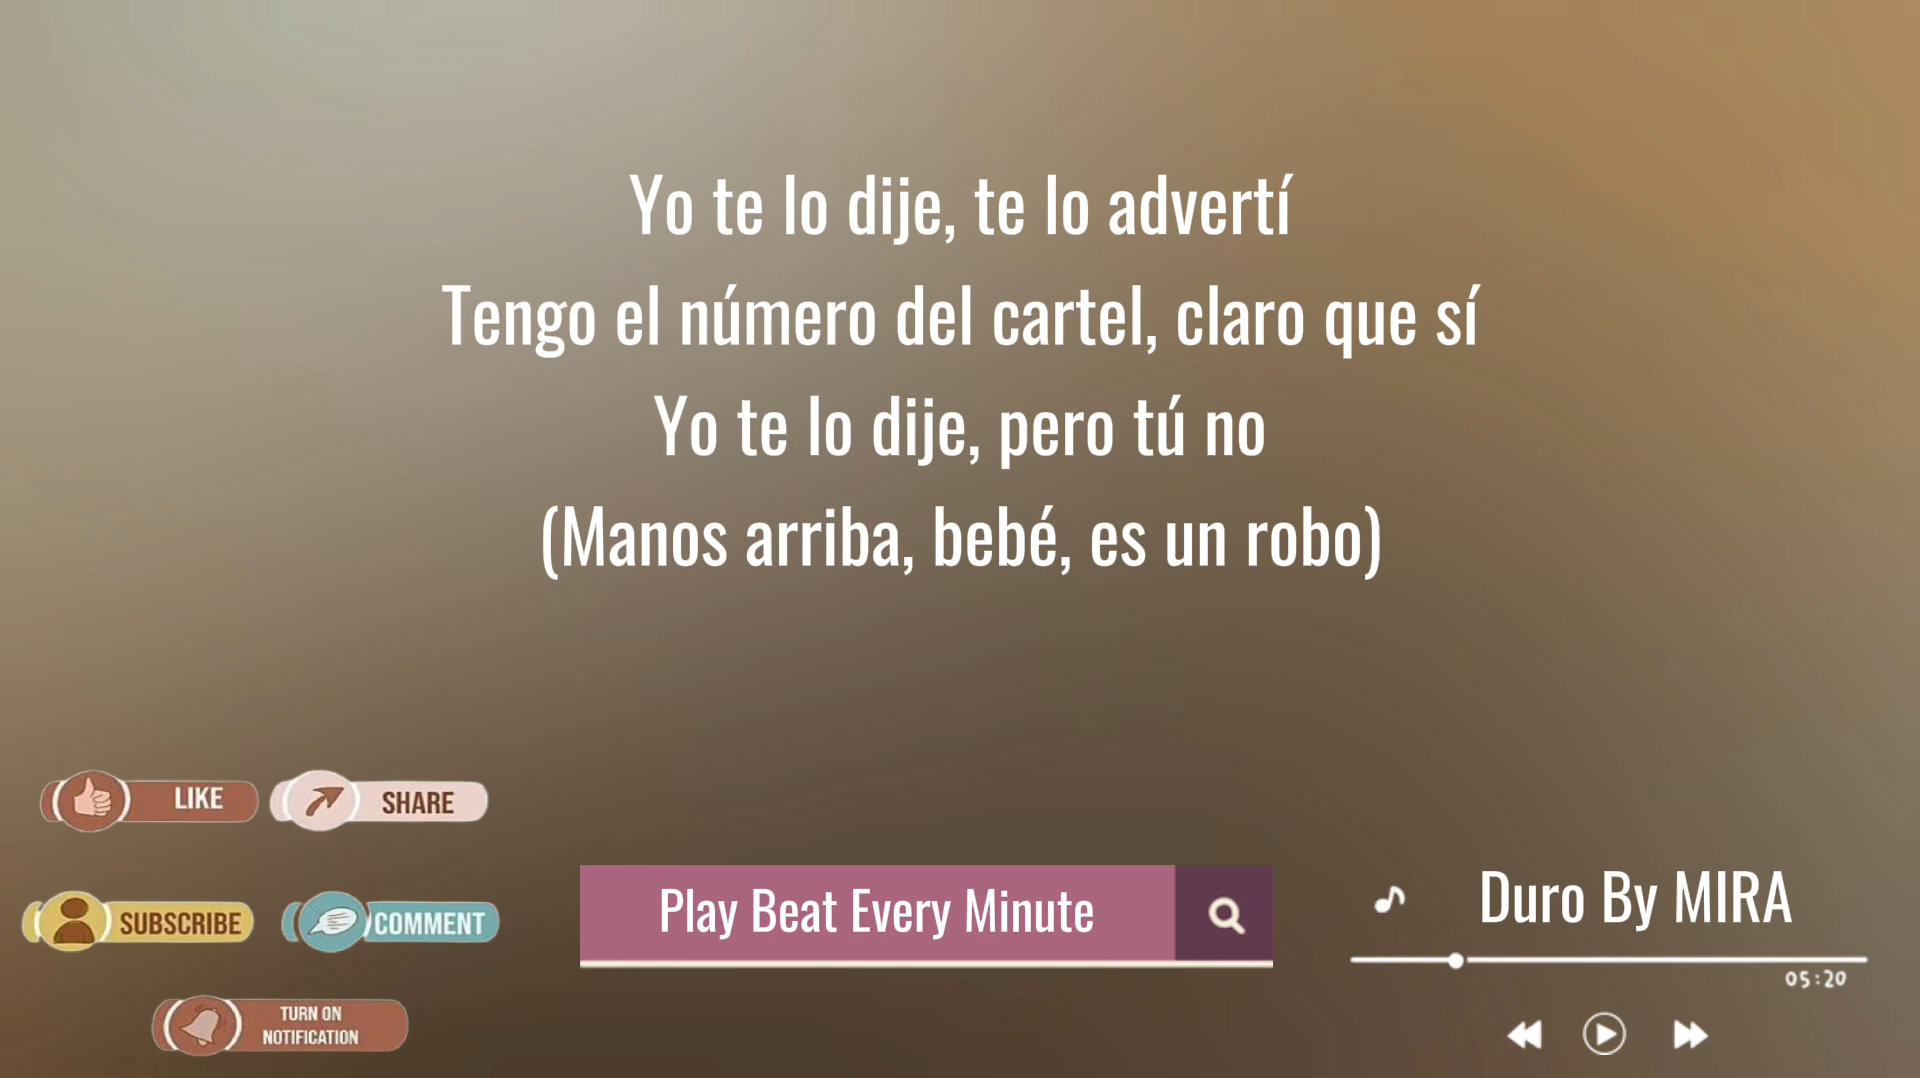 Yo te lo dije, te lo advertí
Tengo el número del cartel, claro que sí
Yo te lo dije, pero tú no
(Manos arriba, bebé, es un robo)
LIKE
SHARE
SUBSCRIBE
COMMENT
TURN ON
NOTIFICATION
Play Beat Every Minute
Duro By MIRA
05:20